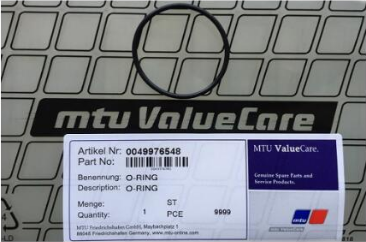 mtu ValueCare
Artikel Nr: 0049976548
Part No:
Benennung: O-RING
Description: O-RING
Menge: ST
Quantity: 1 PCE 9999
MTU Friedrichshafen GmbH, Maybachplatz 1
88045 Friedrichshafen Germany, www.mtu-online.com
MTU ValueCare.
Genuine Spare Parts and
Service Products.
mtu